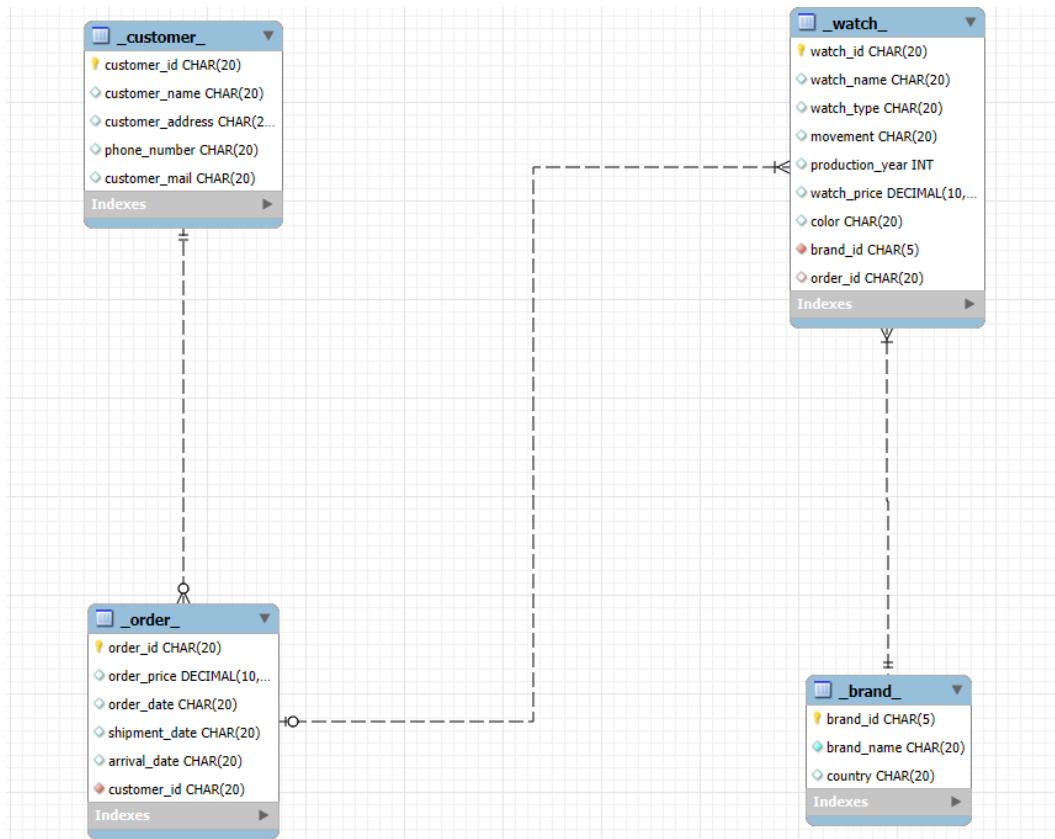 _customer_
customer_id CHAR(20)
customer_name CHAR(20)
customer_address CHAR(2...
phone_number CHAR(20)
customer_mail CHAR(20)
Indexes
_watch_
watch_id CHAR(20)
watch_name CHAR(20)
watch_type CHAR(20)
movement CHAR(20)
production_year INT
watch_price DECIMAL(10,...
color CHAR(20)
brand_id CHAR(5)
order_id CHAR(20)
Indexes
_order_
order_id CHAR(20)
order_price DECIMAL(10,...
order_date CHAR(20)
shipment_date CHAR(20)
arrival_date CHAR(20)
customer_id CHAR(20)
Indexes
_brand_
brand_id CHAR(5)
brand_name CHAR(20)
country CHAR(20)
Indexes